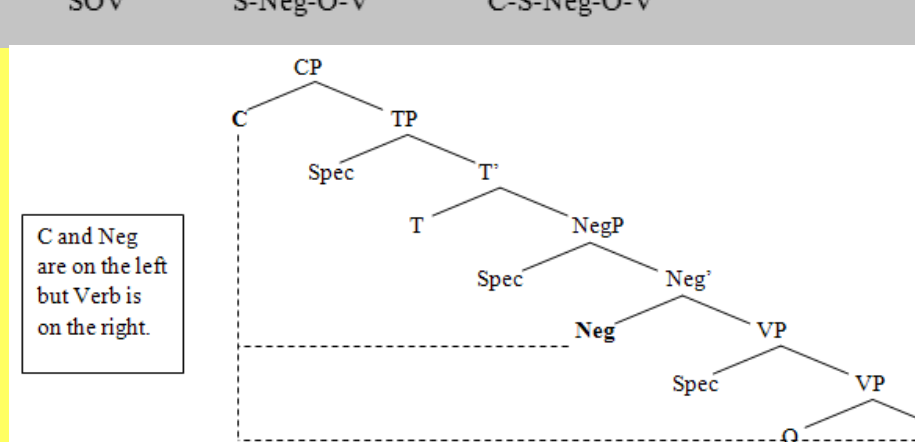 SOV S-Neg-O-V C-S-Neg-O-V
CP
C TP
Spec T’
T NegP
C and Neg
are on the left
but Verb is
on the right.
Spec Neg’
Neg VP
Spec VP
O